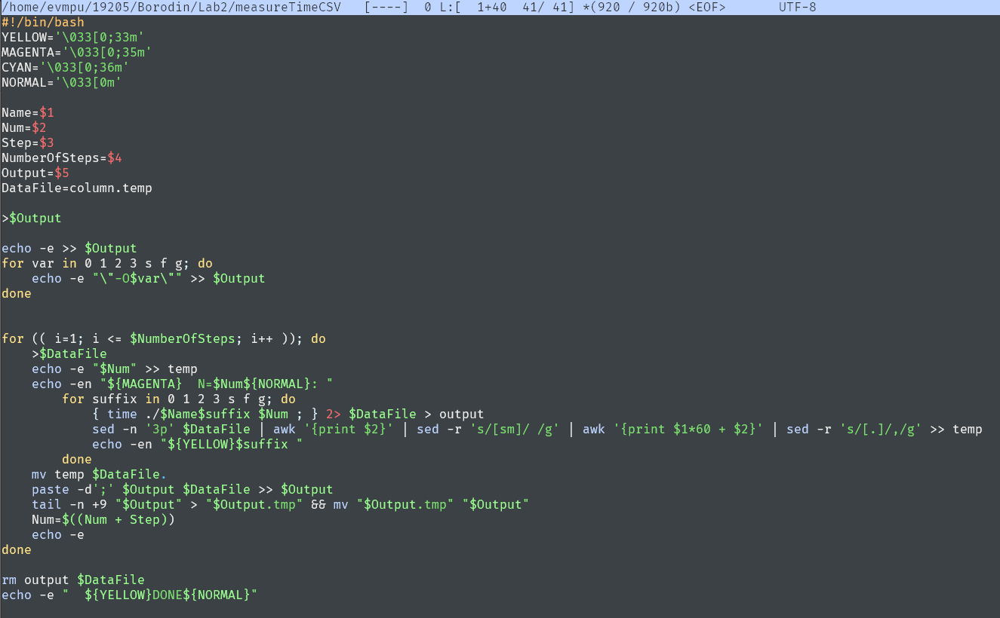 /home/evmpu/19205/Borodin/Lab2/measureTimeCSV   [----]  0 L:[  1+40  41/ 41] *(920 / 920b) <EOF>       UTF-8
#!/bin/bash
YELLOW='\033[0;33m'
MAGENTA='\033[0;35m'
CYAN='\033[0;36m'
NORMAL='\033[0m'
Name=$1
Num=$2
Step=$3
NumberOfSteps=$4
Output=$5
DataFile=column.temp
>$Output
echo -e >> $Output
for var in 0 1 2 3 s f g; do
    echo -e "\"-O$var\"" >> $Output
done
for (( i=1; i <= $NumberOfSteps; i++ )); do
    >$DataFile
    echo -e "$Num" >> temp
    echo -en "${MAGENTA}  N=$Num${NORMAL}: "
        for suffix in 0 1 2 3 s f g; do
            { time ./$Name$suffix $Num ; } 2> $DataFile > output
            sed -n '3p' $DataFile | awk '{print $2}' | sed -r 's/[sm]/ /g' | awk '{print $1*60 + $2}' | sed -r 's/[.]/,/g' >> temp
            echo -en "${YELLOW}$suffix "
        done
    mv temp $DataFile.
    paste -d';' $Output $DataFile >> $Output
    tail -n +9 "$Output" > "$Output.tmp" && mv "$Output.tmp" "$Output"
    Num=$((Num + Step))
    echo -e
done
rm output $DataFile
echo -e "  ${YELLOW}DONE${NORMAL}"